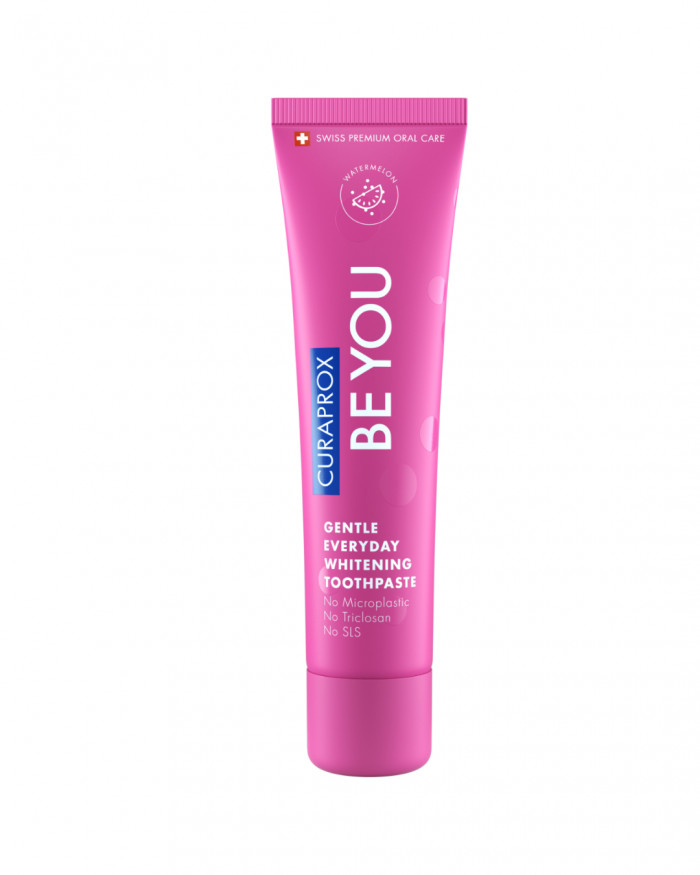 SWISS PREMIUM ORAL CARE
WATERMELON
BE YOU
CURAPROX
GENTLE
EVERYDAY
WHITENING
TOOTHPASTE
No Microplastic
No Triclosan
No SLS